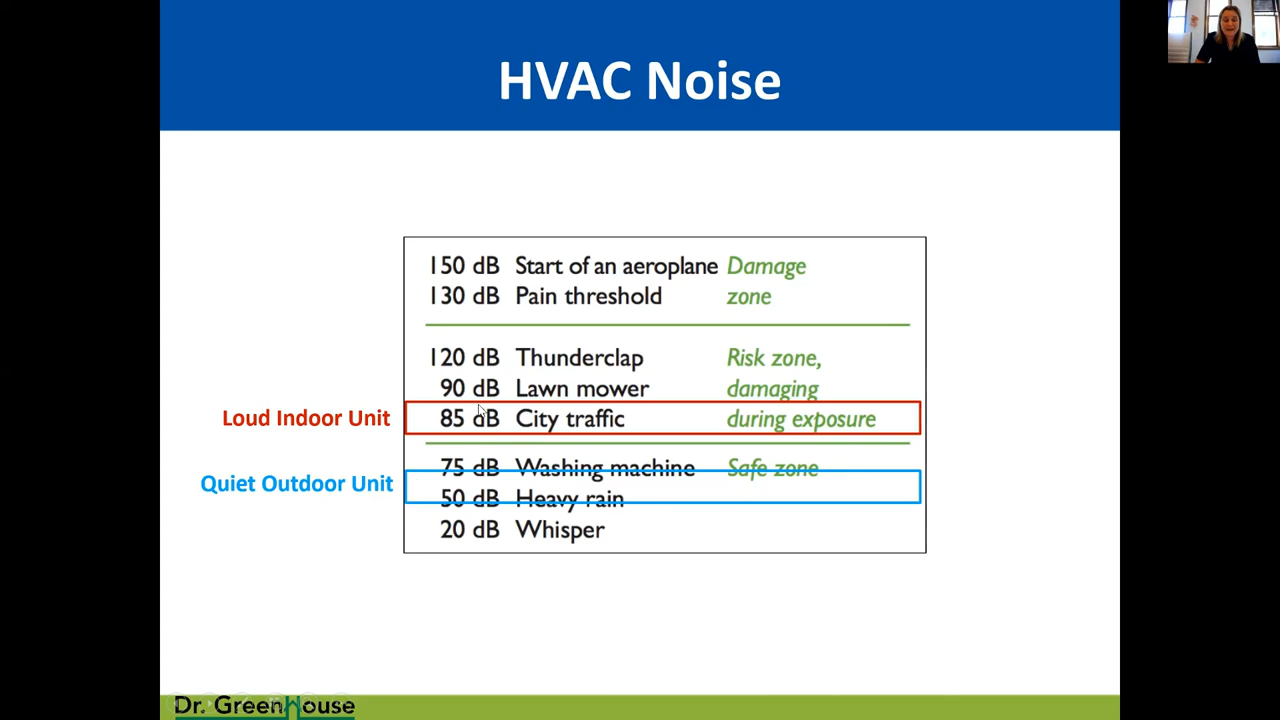 HVAC Noise
150 dB Start of an aeroplane Damage
130 dB Pain threshold zone
120 dB Thunderclap Risk zone,
90 dB Lawn mower damaging
Loud Indoor Unit 85 dB City traffic during exposure
75 dB Washing machine Safe zone
Quiet Outdoor Unit
50 dB Heavy rain
20 dB Whisper
Dr. GreenHouse